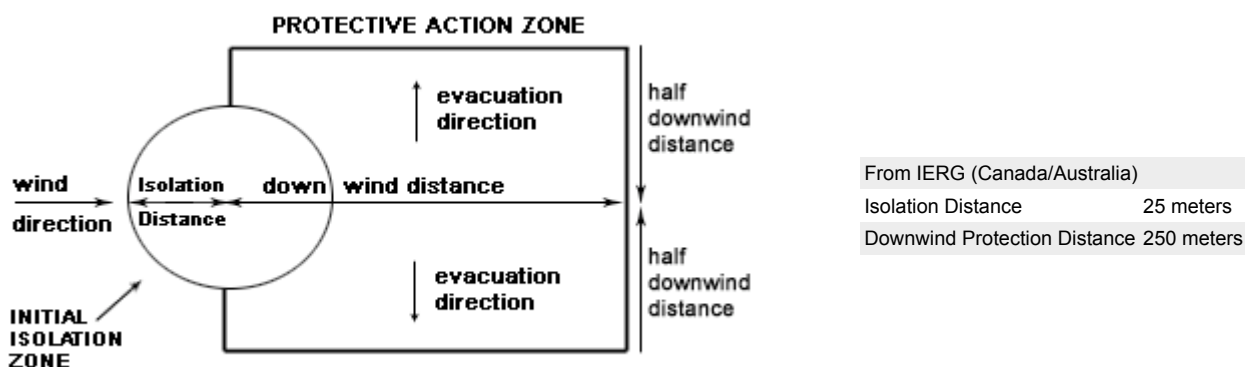 PROTECTIVE ACTION ZONE
evacuation
direction
half
downwind
distance
wind
direction
Isolation
Distance
down wind distance
evacuation
direction
half
downwind
distance
INITIAL
ISOLATION
ZONE
From IERG (Canada/Australia)
Isolation Distance 25 meters
Downwind Protection Distance 250 meters